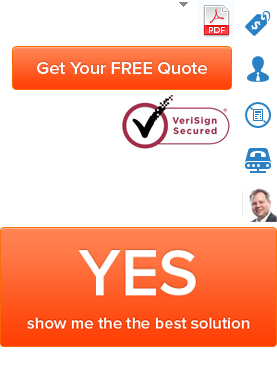 PDF
$
Get Your FREE Quote
VeriSign®
Secured
YES
show me the the best solution